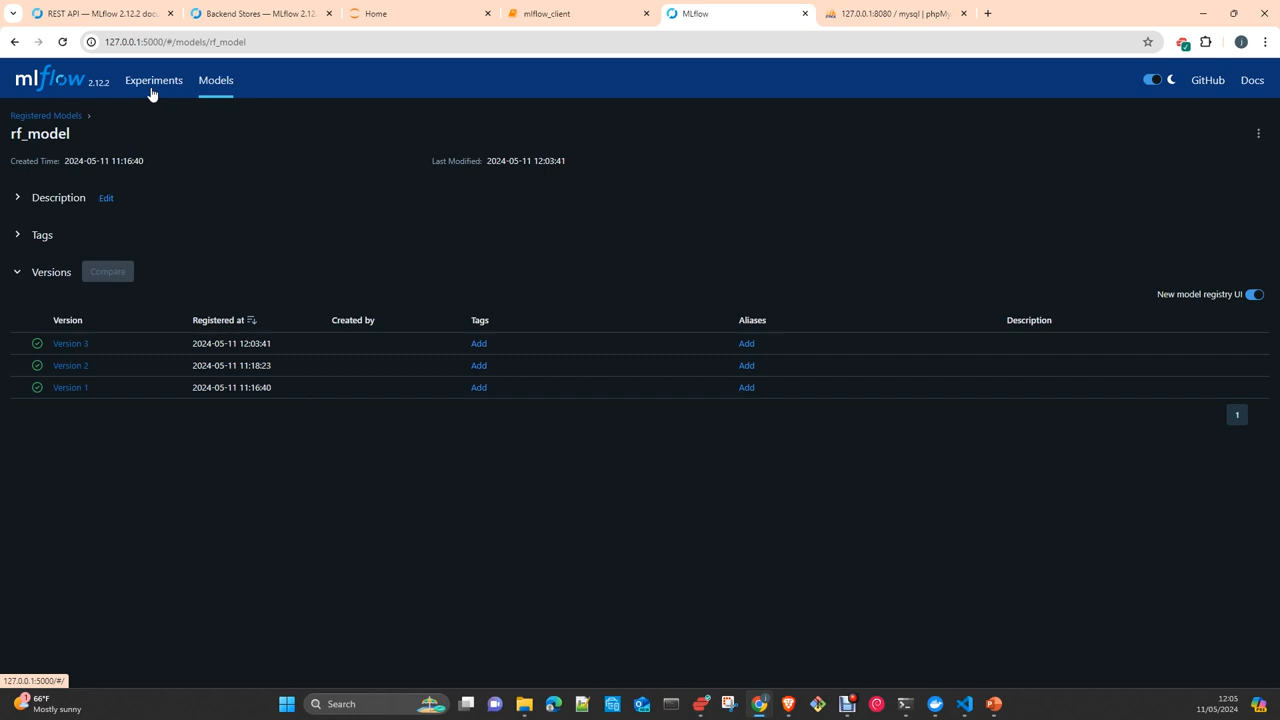 REST API — MLflow 2.12.2 docu
Backend Stores — MLflow 2.12.
Home
mlflow_client
MLflow
127.0.0.1:8080 / mysql | phpMy
127.0.0.1:5000/#/models/rf_model
mlflow 2.12.2 Experiments Models GitHub Docs
Registered Models
rf_model
Created Time: 2024-05-11 11:16:40 Last Modified: 2024-05-11 12:03:41
Description Edit
Tags
Versions Compare
New model registry UI
Version Registered at Created by Tags Aliases Description
Version 3 2024-05-11 12:03:41 Add Add
Version 2 2024-05-11 11:18:23 Add Add
Version 1 2024-05-11 11:16:40 Add Add
1
127.0.0.1:5000/#/
66°F
Mostly sunny
Search
12:05
11/05/2024